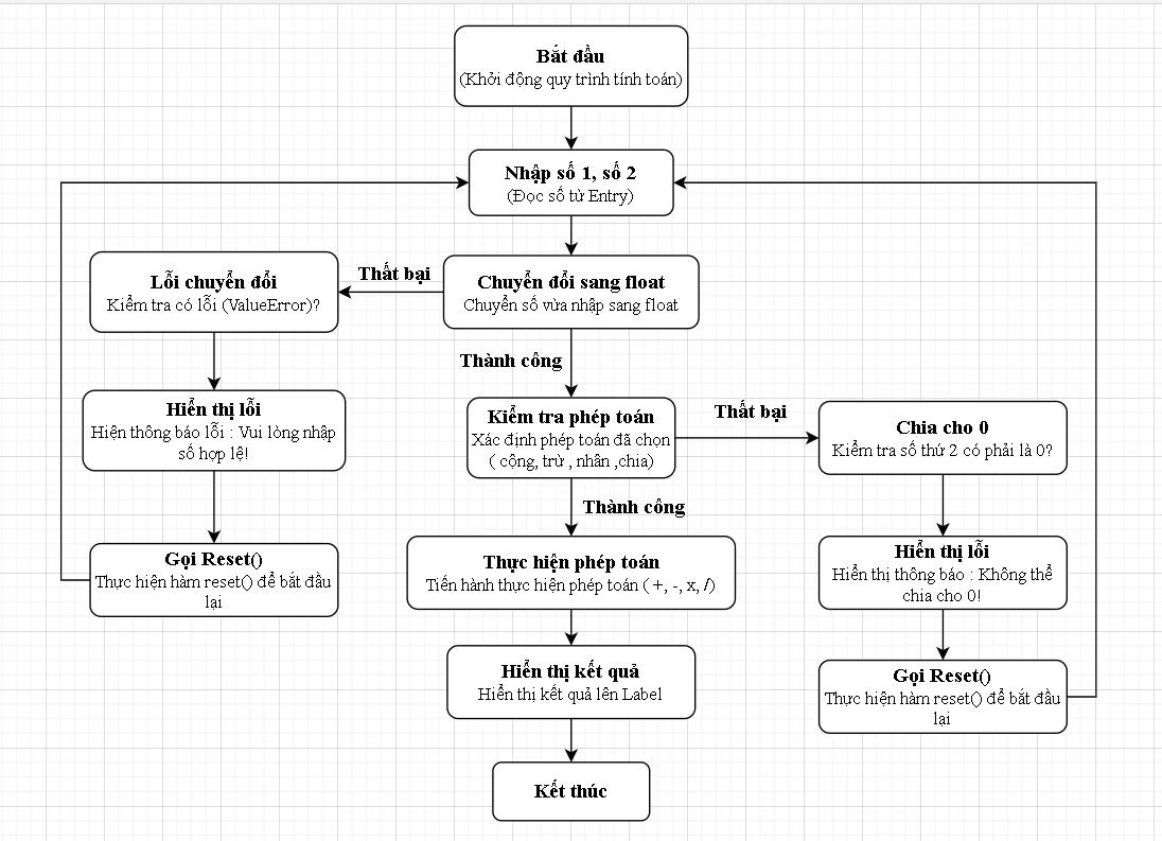 Bắt đầu
(Khởi động quy trình tính toán)
Nhập số 1, số 2
(Đọc số từ Entry)
Lỗi chuyển đổi
Kiểm tra có lỗi (ValueError)?
Thất bại
Chuyển đổi sang float
Chuyển số vừa nhập sang float
Thành công
Hiển thị lỗi
Hiện thông báo lỗi : Vui lòng nhập
số hợp lệ!
Kiểm tra phép toán
Xác định phép toán đã chọn
( cộng, trừ , nhân ,chia)
Thất bại
Chia cho 0
Kiểm tra số thứ 2 có phải là 0?
Thành công
Gọi Reset()
Thực hiện hàm reset() để bắt đầu
lại
Thực hiện phép toán
Tiến hành thực hiện phép toán ( +, -, x, /)
Hiển thị lỗi
Hiển thị thông báo : Không thể
chia cho 0!
Hiển thị kết quả
Hiển thị kết quả lên Label
Gọi Reset()
Thực hiện hàm reset() để bắt đầu
lại
Kết thúc